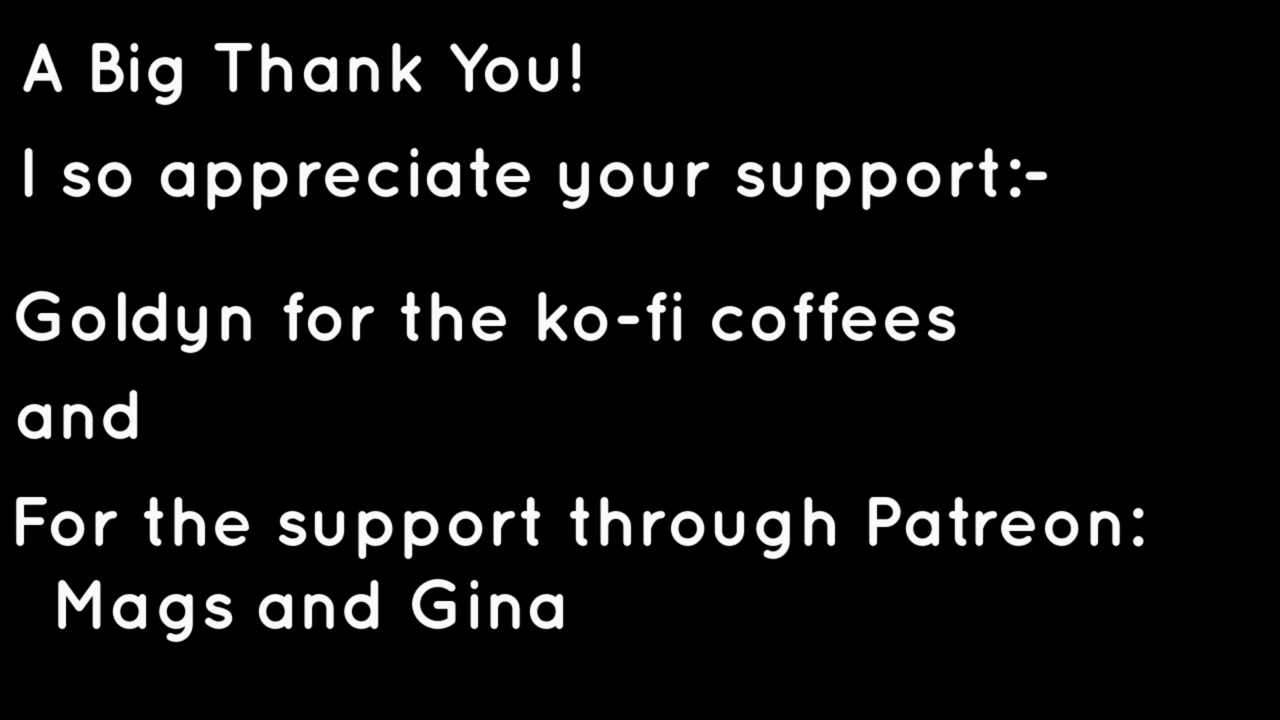 A Big Thank You!
I so appreciate your support:-
Goldyn for the ko-fi coffees
and
For the support through Patreon:
Mags and Gina